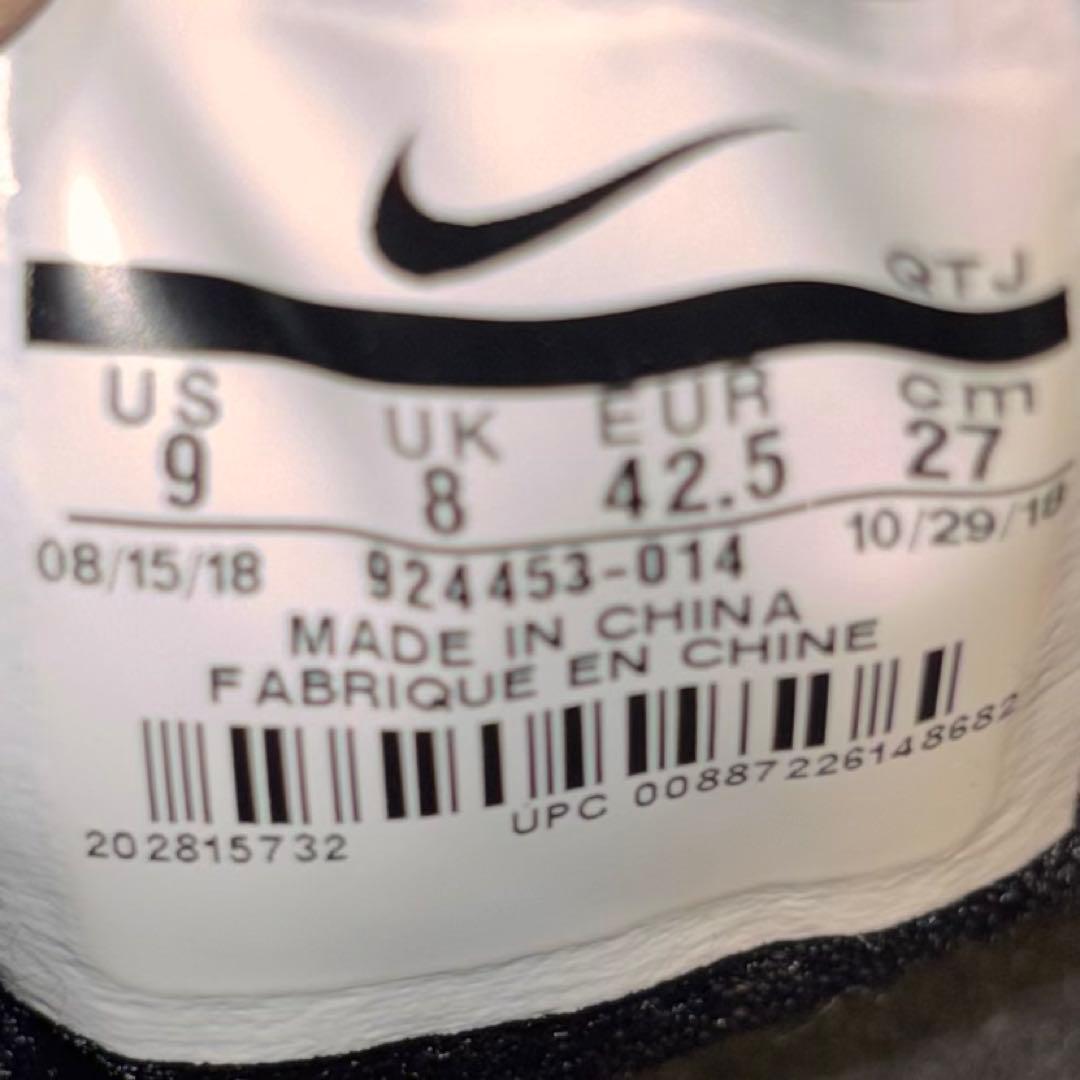 QTJ
US UK EUR cm
9 8 42.5 27
08/15/18 924453-014 10/29/18
MADE IN CHINA
FABRIQUE EN CHINE
202815732 UPC 00887226148682